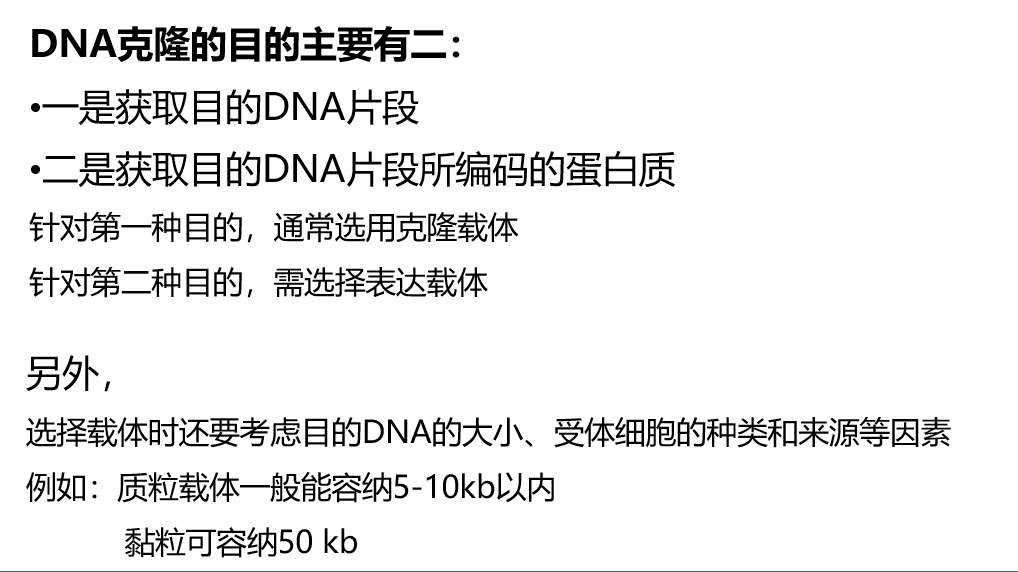 DNA克隆的目的主要有二：
•一是获取目的DNA片段
•二是获取目的DNA片段所编码的蛋白质
针对第一种目的，通常选用克隆载体
针对第二种目的，需选择表达载体
另外，
选择载体时还要考虑目的DNA的大小、受体细胞的种类和来源等因素
例如：质粒载体一般能容纳5-10kb以内
黏粒可容纳50 kb